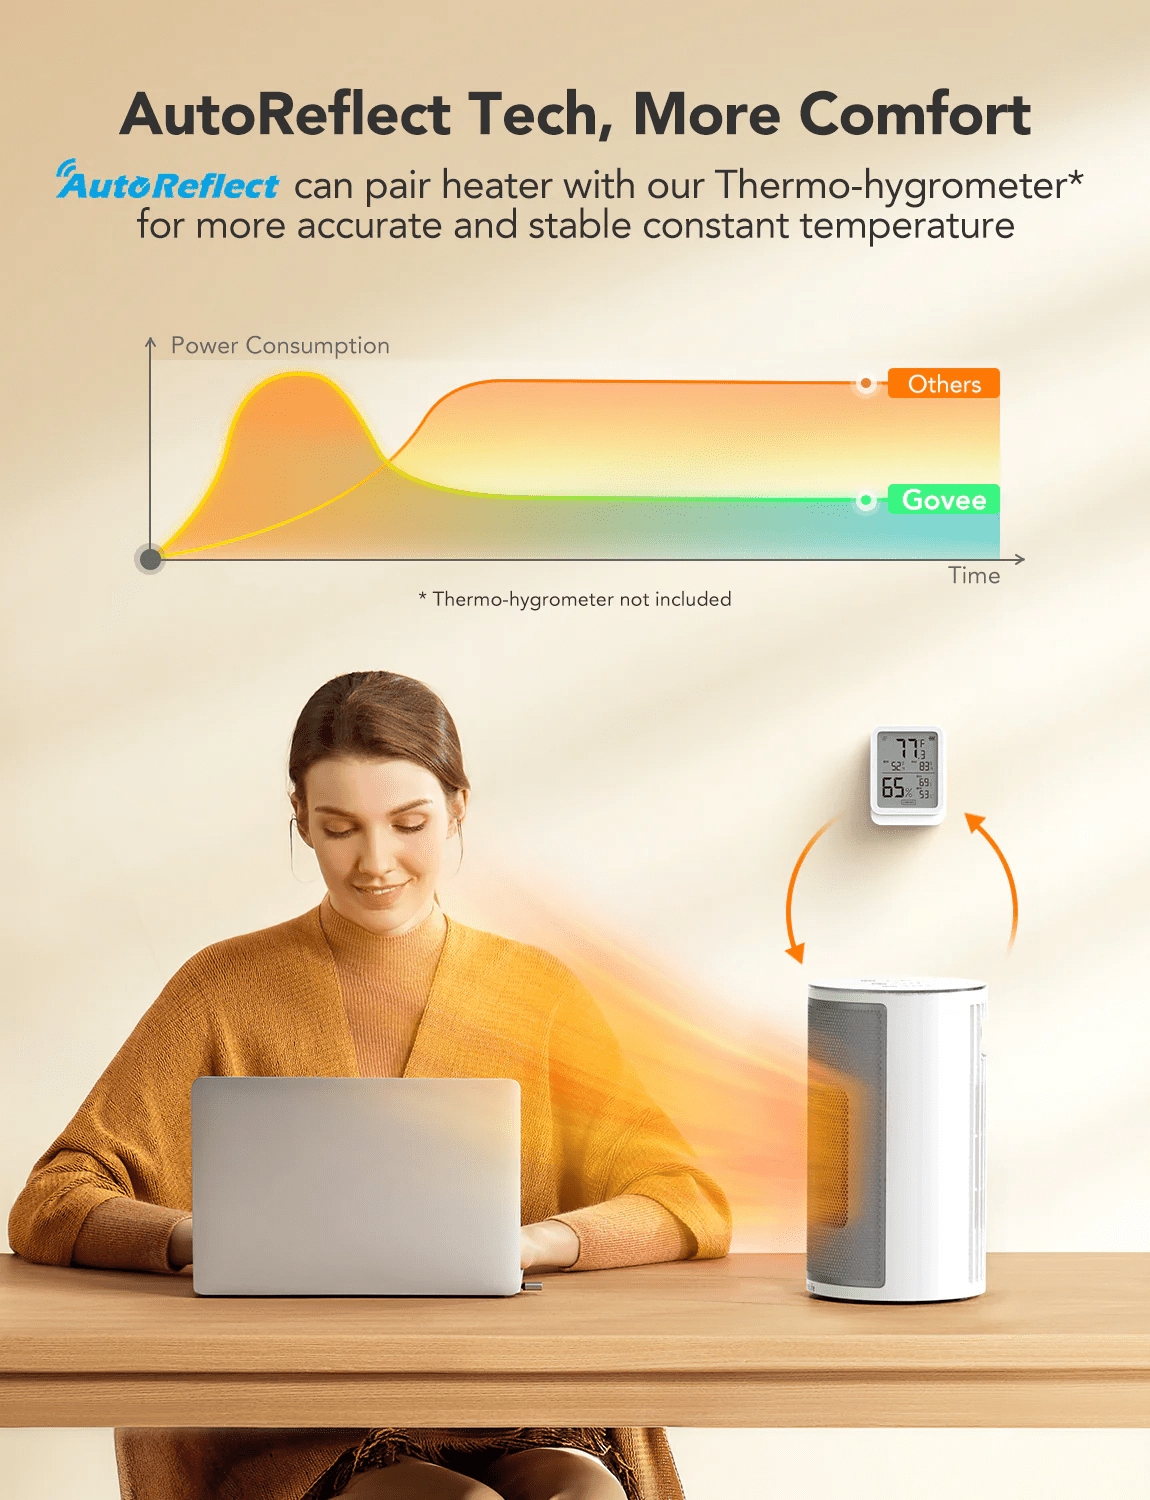 AutoReflect Tech, More Comfort
AutoReflect can pair heater with our Thermo-hygrometer*
for more accurate and stable constant temperature
Power Consumption
Others
Govee
Time
* Thermo-hygrometer not included
77.3 F
52 83
65% 69
53